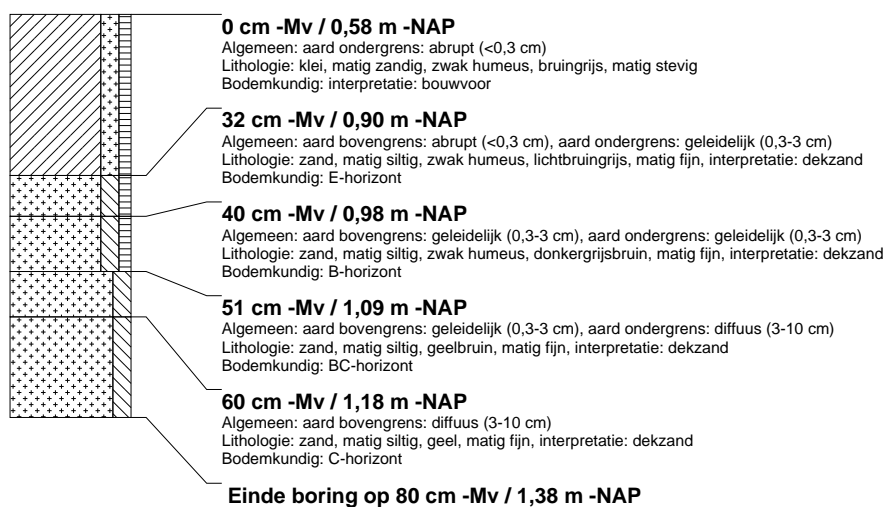 0 cm -Mv / 0,58 m -NAP
Algemeen: aard ondergrens: abrupt (<0,3 cm)
Lithologie: klei, matig zandig, zwak humeus, bruingrijs, matig stevig
Bodemkundig: interpretatie: bouwvoor
32 cm -Mv / 0,90 m -NAP
Algemeen: aard bovengrens: abrupt (<0,3 cm), aard ondergrens: geleidelijk (0,3-3 cm)
Lithologie: zand, matig siltig, zwak humeus, lichtbruingrijs, matig fijn, interpretatie: dekzand
Bodemkundig: E-horizont
40 cm -Mv / 0,98 m -NAP
Algemeen: aard bovengrens: geleidelijk (0,3-3 cm), aard ondergrens: geleidelijk (0,3-3 cm)
Lithologie: zand, matig siltig, zwak humeus, donkergrijsbruin, matig fijn, interpretatie: dekzand
Bodemkundig: B-horizont
51 cm -Mv / 1,09 m -NAP
Algemeen: aard bovengrens: geleidelijk (0,3-3 cm), aard ondergrens: diffuus (3-10 cm)
Lithologie: zand, matig siltig, geelbruin, matig fijn, interpretatie: dekzand
Bodemkundig: BC-horizont
60 cm -Mv / 1,18 m -NAP
Algemeen: aard bovengrens: diffuus (3-10 cm)
Lithologie: zand, matig siltig, geel, matig fijn, interpretatie: dekzand
Bodemkundig: C-horizont
Einde boring op 80 cm -Mv / 1,38 m -NAP